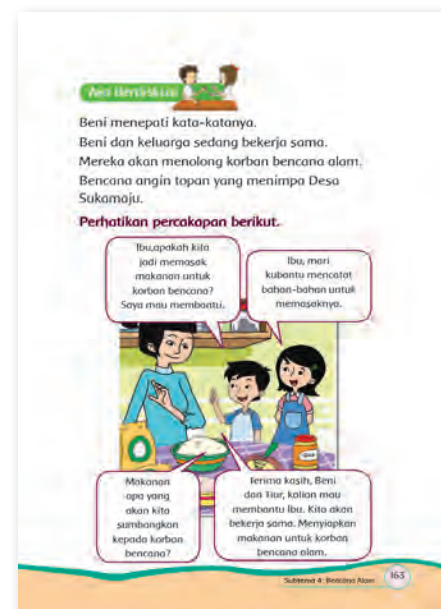 Ayo Berdiskusi
Beni menepati kata-katanya.
Beni dan keluarga sedang bekerja sama.
Mereka akan menolong korban bencana alam.
Bencana angin topan yang menimpa Desa
Sukamaju.
Perhatikan percakapan berikut.
Ibu,apakah kita
jadi memasak
makanan untuk
korban bencana?
Saya mau membantu.
Ibu, mari
kubantu mencatat
bahan-bahan untuk
memasaknya.
Makanan
apa yang
akan kita
sumbangkan
kepada korban
bencana?
Terima kasih, Beni
dan Tiur, kalian mau
membantu Ibu. Kita akan
bekerja sama. Menyiapkan
makanan untuk korban
bencana alam.
Subtema 4: Bencana Alam
163